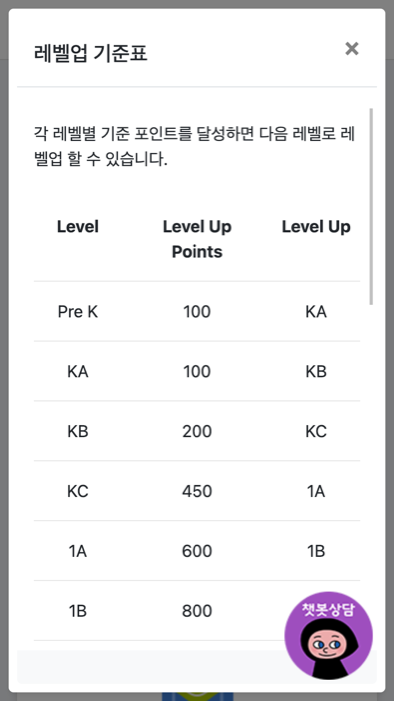 레벨업 기준표
×
각 레벨별 기준 포인트를 달성하면 다음 레벨로 레
벨업 할 수 있습니다.
Level Level Up Points Level Up
Pre K 100 KA
KA 100 KB
KB 200 KC
KC 450 1A
1A 600 1B
1B 800
챗봇상담